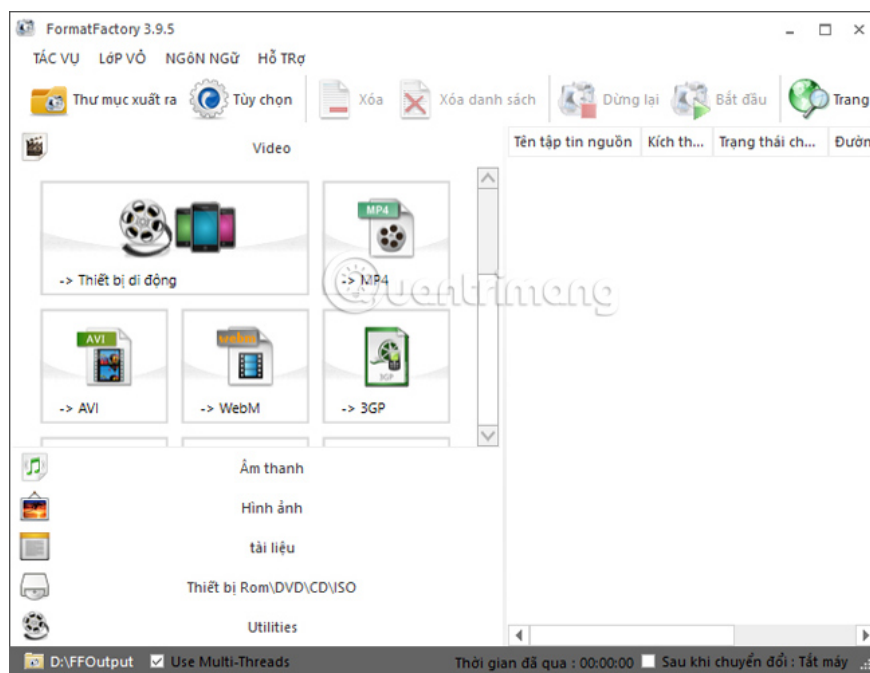 FormatFactory 3.9.5
TÁC VỤ LớP VỎ NGôN NGữ Hỗ TRợ
Thư mục xuất ra Tùy chọn Xóa Xóa danh sách Dừng lại Bắt đầu Trang
Video
Tên tập tin nguồn Kích th... Trạng thái ch... Đườn
MP4
-> Thiết bị di động -> MP4
Quantrimang
AVI webm 3GP
-> AVI -> WebM -> 3GP
Âm thanh
Hình ảnh
tài liệu
Thiết bị Rom\DVD\CD\ISO
Utilities
D:\FFOutput Use Multi-Threads Thời gian đã qua : 00:00:00 Sau khi chuyển đổi : Tắt máy